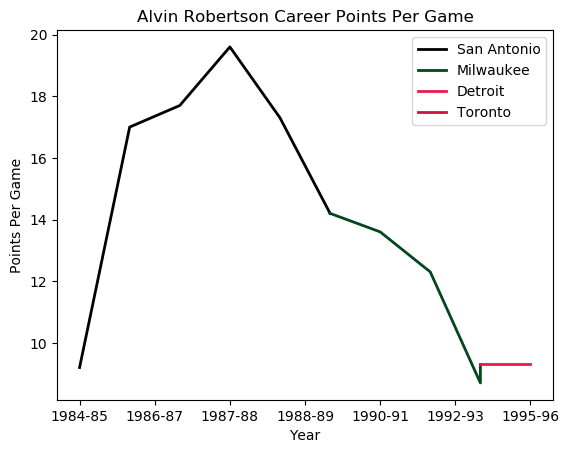 Alvin Robertson Career Points Per Game
20
18
16
14
12
10
Points Per Game
San Antonio
Milwaukee
Detroit
Toronto
1984-85 1986-87 1987-88 1988-89 1990-91 1992-93 1995-96
Year